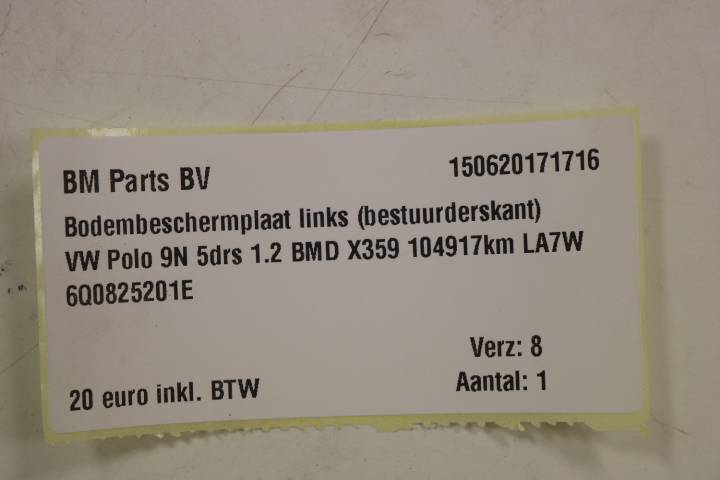 BM Parts BV 150620171716
Bodembeschermplaat links (bestuurderskant)
VW Polo 9N 5drs 1.2 BMD X359 104917km LA7W
6Q0825201E
Verz: 8
20 euro inkl. BTW Aantal: 1